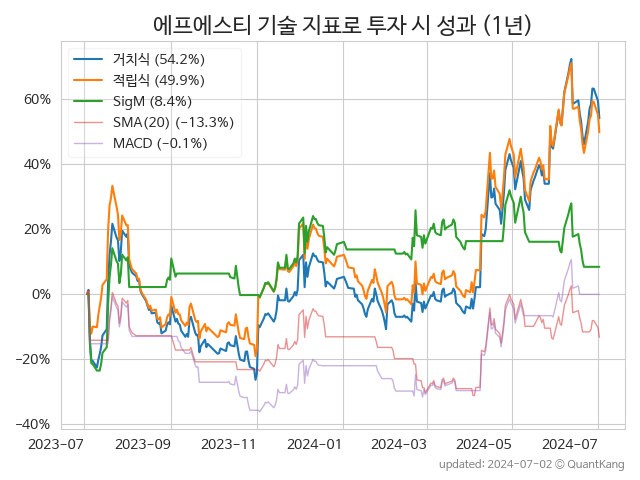 에프에스티 기술 지표로 투자 시 성과 (1년)
거치식 (54.2%)
적립식 (49.9%)
SigM (8.4%)
SMA(20) (−13.3%)
MACD (−0.1%)
60%
40%
20%
0%
−20%
−40%
2023-07
2023-09
2023-11
2024-01
2024-03
2024-05
2024-07
updated: 2024-07-02 © QuantKang